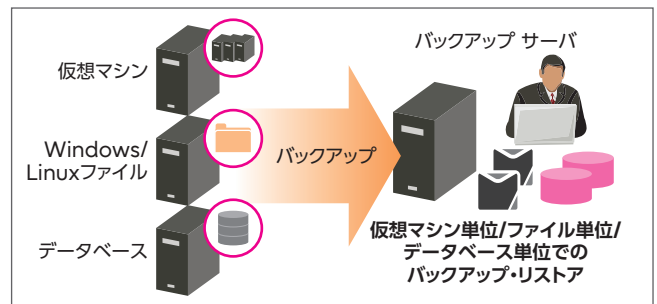 仮想マシン
Windows/
Linuxファイル
データベース
バックアップ
バックアップ サーバ
仮想マシン単位/ファイル単位/
データベース単位での
バックアップ・リストア